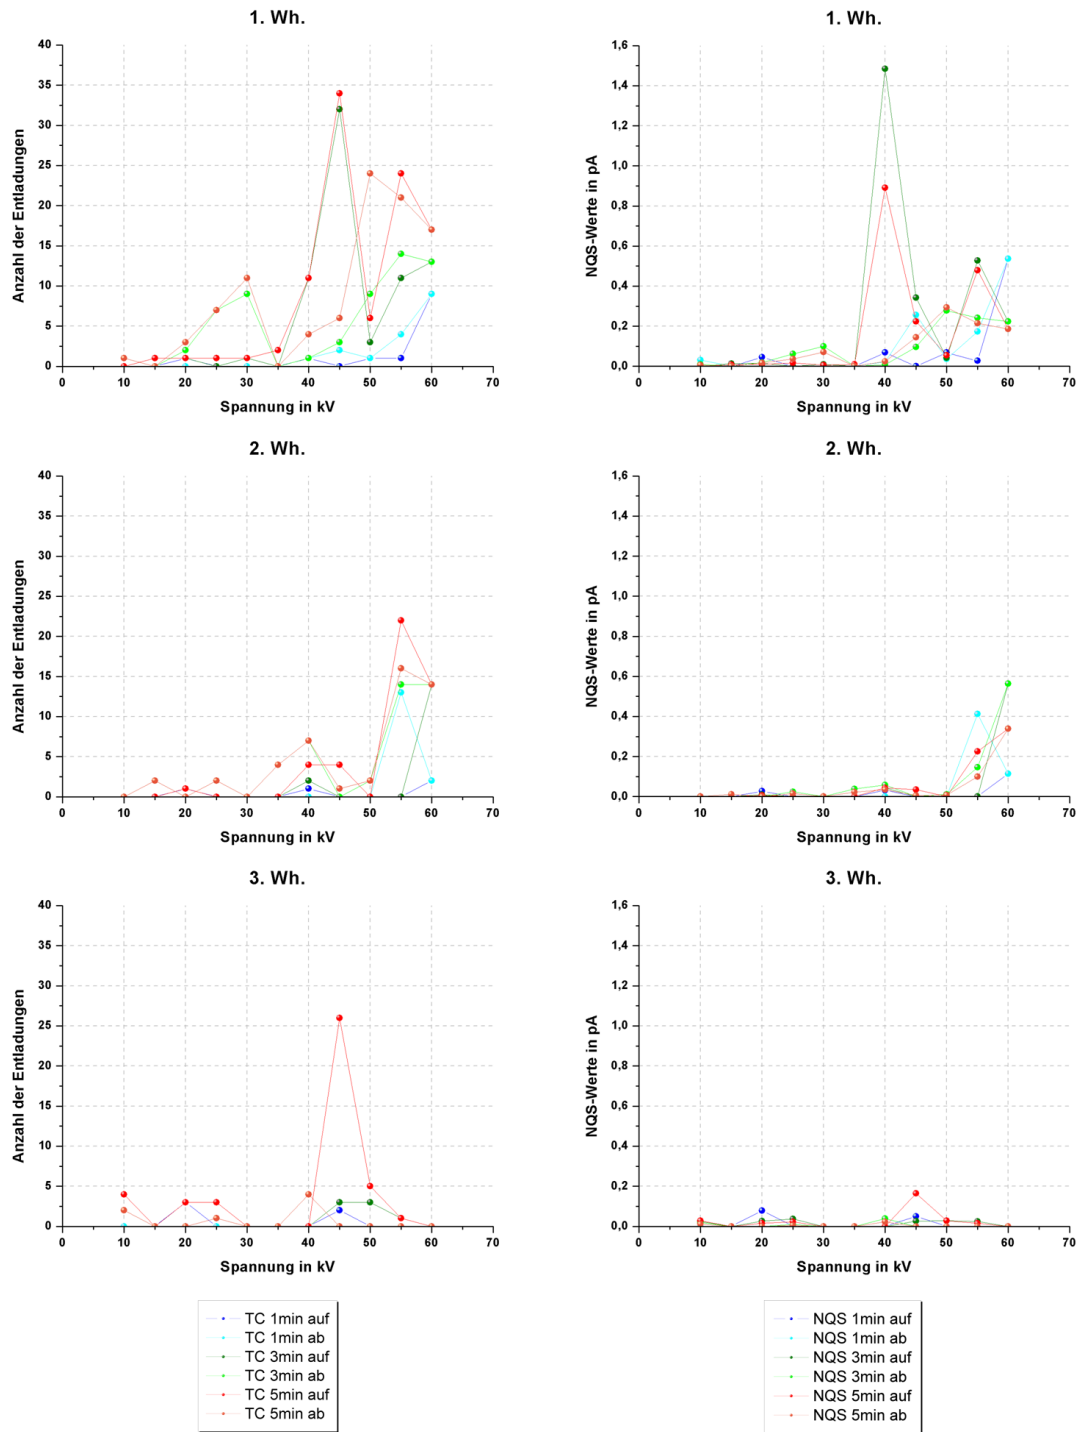 1. Wh.
40
35
30
25
20
15
10
5
0
Anzahl der Entladungen
0 10 20 30 40 50 60 70
Spannung in kV
1. Wh.
1,6
1,4
1,2
1,0
0,8
0,6
0,4
0,2
0,0
NQS-Werte in pA
0 10 20 30 40 50 60 70
Spannung in kV
2. Wh.
40
35
30
25
20
15
10
5
0
Anzahl der Entladungen
0 10 20 30 40 50 60 70
Spannung in kV
2. Wh.
1,6
1,4
1,2
1,0
0,8
0,6
0,4
0,2
0,0
NQS-Werte in pA
0 10 20 30 40 50 60 70
Spannung in kV
3. Wh.
40
35
30
25
20
15
10
5
0
Anzahl der Entladungen
0 10 20 30 40 50 60 70
Spannung in kV
3. Wh.
1,6
1,4
1,2
1,0
0,8
0,6
0,4
0,2
0,0
NQS-Werte in pA
0 10 20 30 40 50 60 70
Spannung in kV
TC 1min auf
TC 1min ab
TC 3min auf
TC 3min ab
TC 5min auf
TC 5min ab
NQS 1min auf
NQS 1min ab
NQS 3min auf
NQS 3min ab
NQS 5min auf
NQS 5min ab